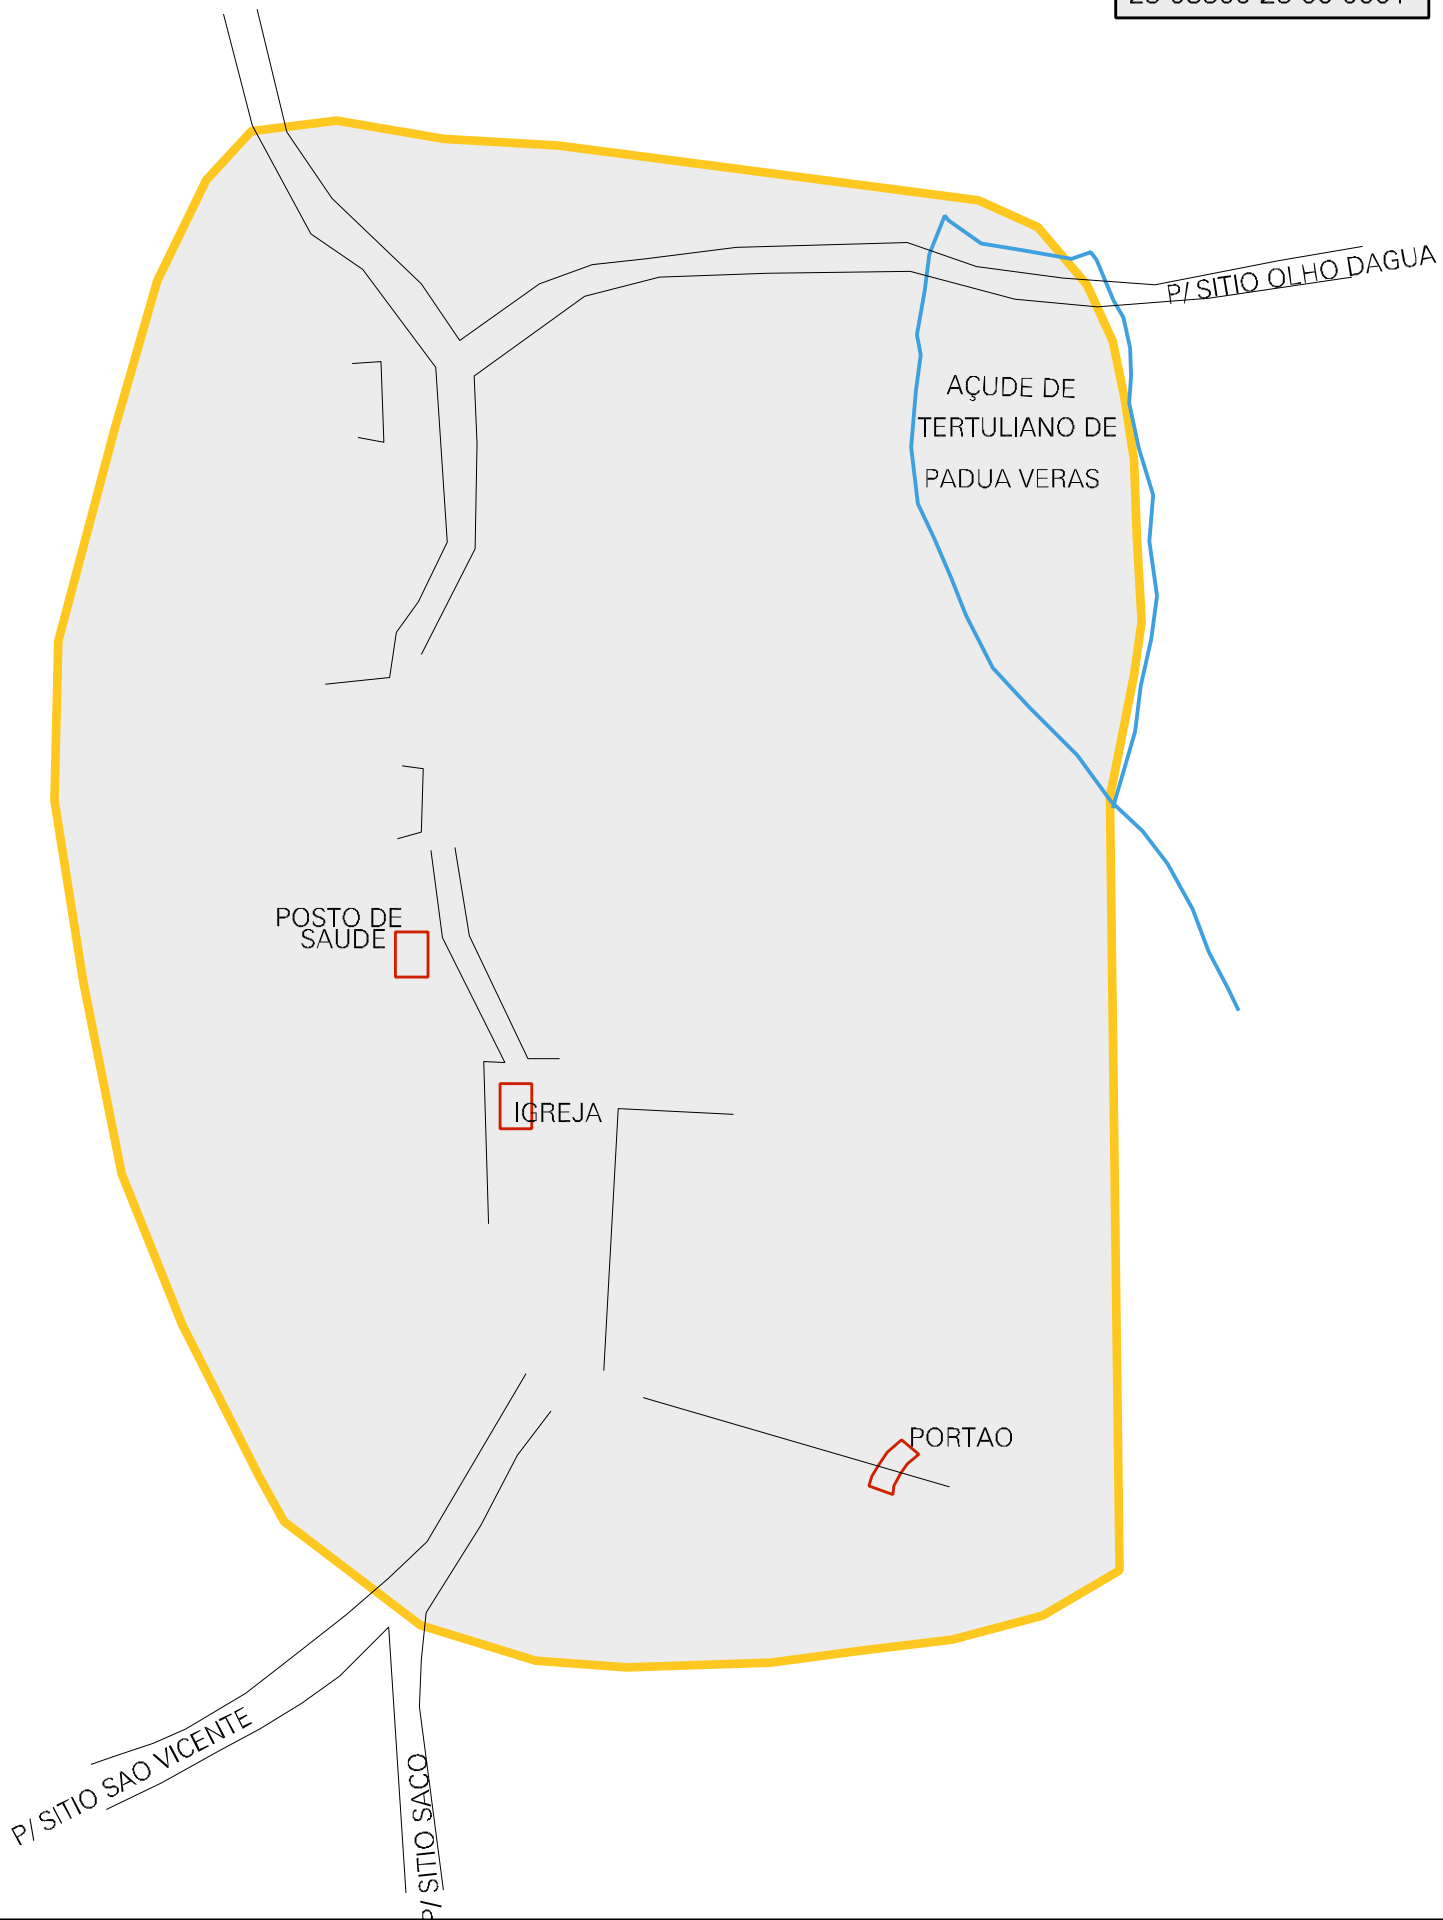 P/ SITIO OLHO DAGUA
AÇUDE DE
TERTULIANO DE
PADUA VERAS
POSTO DE
SAUDE
IGREJA
PORTAO
P/ SITIO SAO VICENTE
P/ SITIO SACO